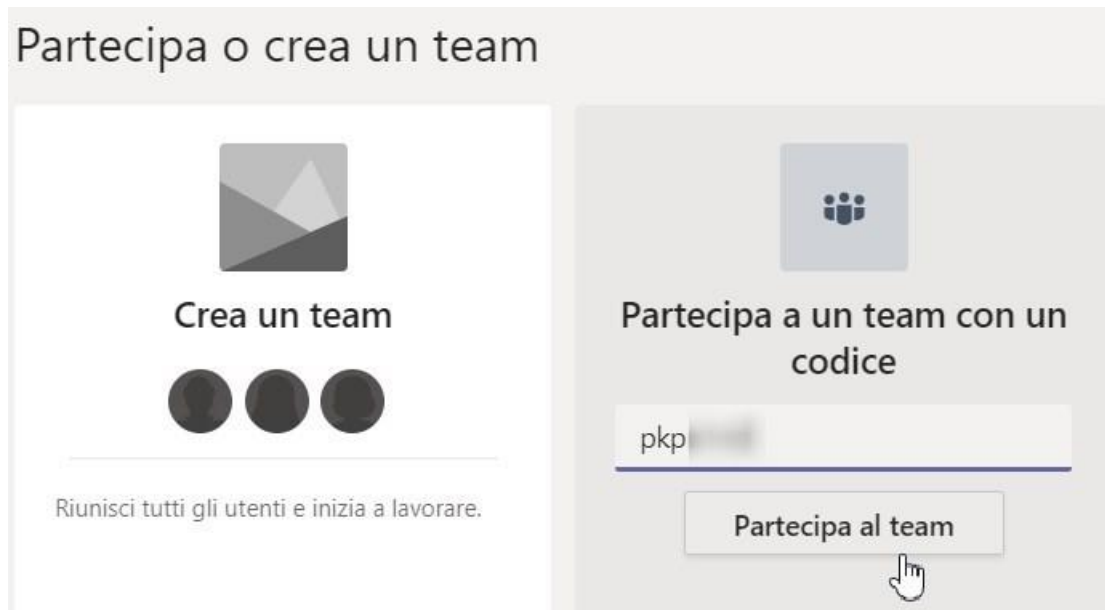 Partecipa o crea un team
Crea un team
Riunisci tutti gli utenti e inizia a lavorare.
Partecipa a un team con un
codice
pkp
Partecipa al team